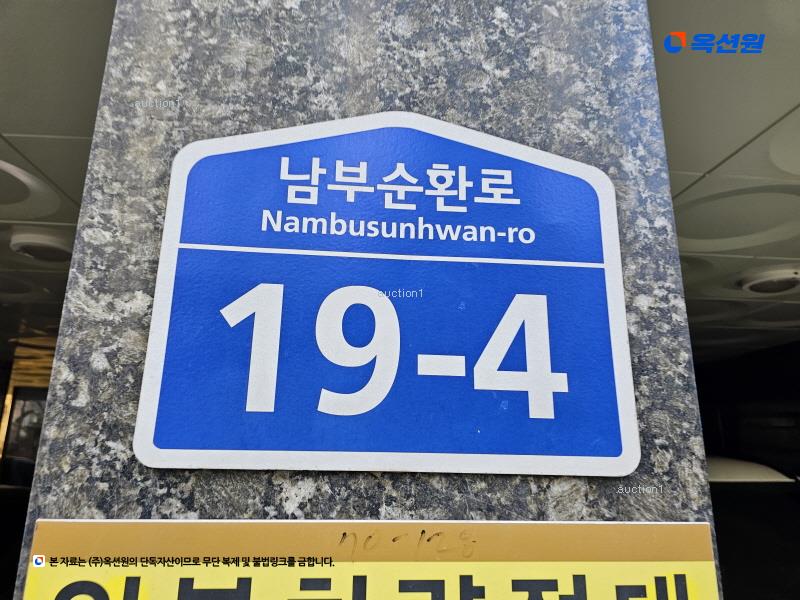 옥션원
auction1
남부순환로
Nambusunhwan-ro
19-4
auction1
auction1
70-128
본 자료는 (주)옥션원의 단독자산이므로 무단 복제 및 불법링크를 금합니다.